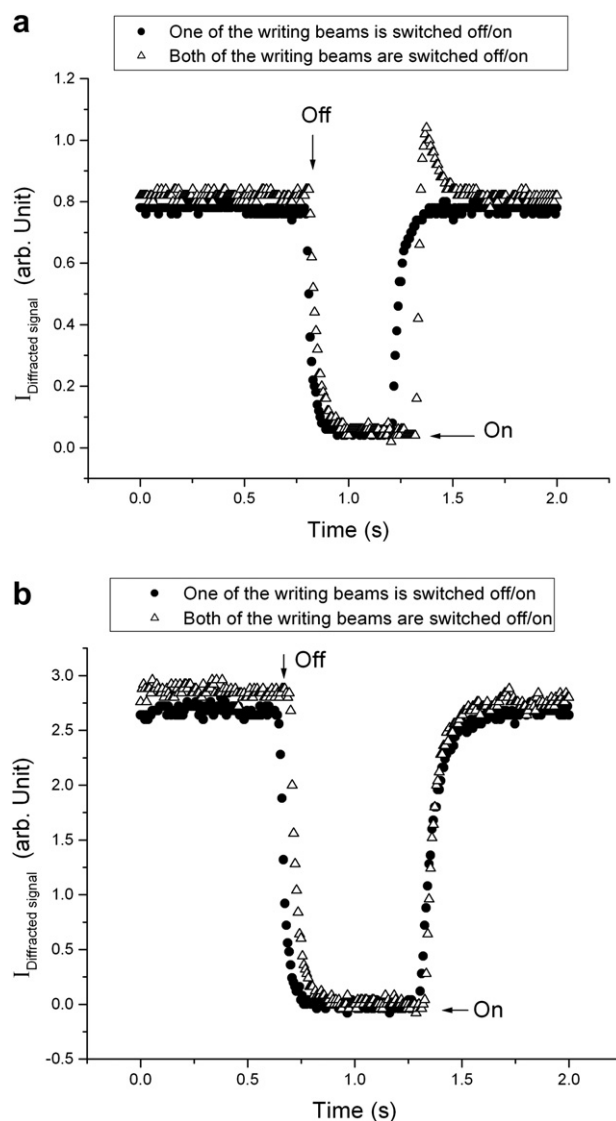 a
One of the writing beams is switched off/on
Both of the writing beams are switched off/on
1.2
1.0
0.8
0.6
0.4
0.2
0.0
I Diffracted signal (arb. Unit)
Off
On
0.0 0.5 1.0 1.5 2.0
Time (s)
b
One of the writing beams is switched off/on
Both of the writing beams are switched off/on
3.0
2.5
2.0
1.5
1.0
0.5
0.0
-0.5
I Diffracted signal (arb. Unit)
Off
On
0.0 0.5 1.0 1.5 2.0
Time (s)